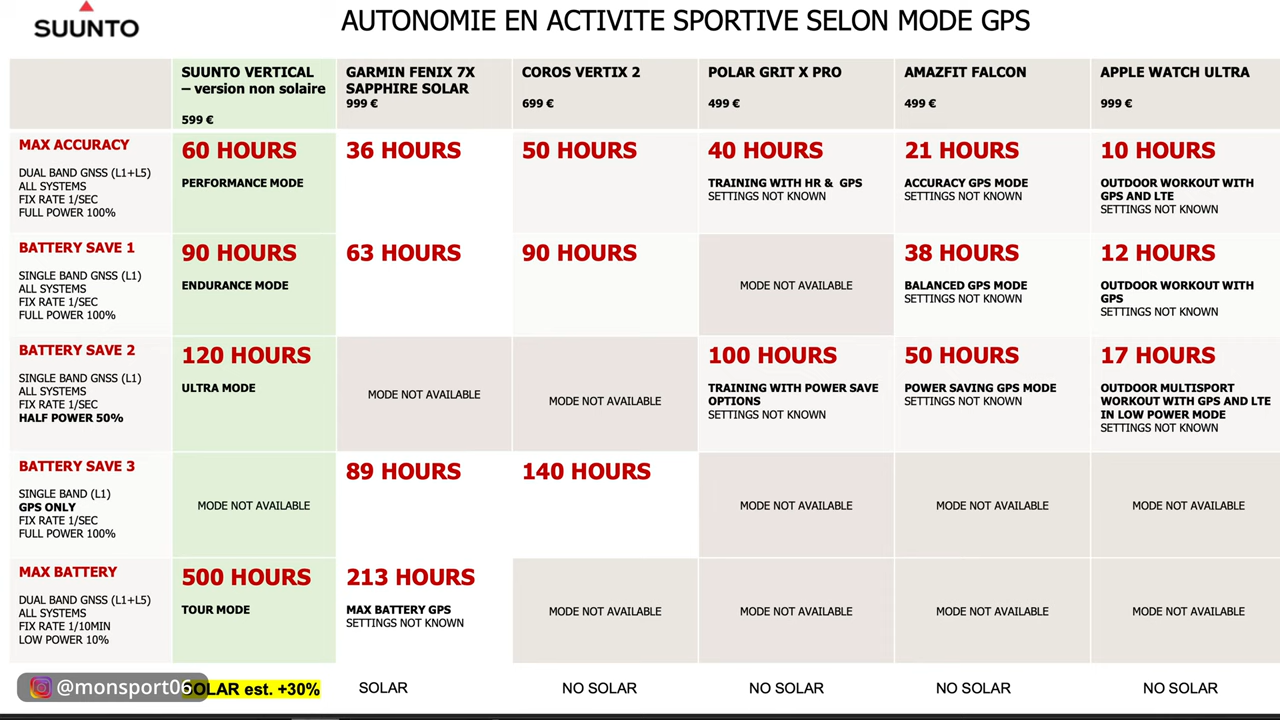 SUUNTO
AUTONOMIE EN ACTIVITE SPORTIVE SELON MODE GPS
SUUNTO VERTICAL
– version non solaire
599 €
GARMIN FENIX 7X
SAPPHIRE SOLAR
999 €
COROS VERTIX 2
699 €
POLAR GRIT X PRO
499 €
AMAZFIT FALCON
499 €
APPLE WATCH ULTRA
999 €
MAX ACCURACY
DUAL BAND GNSS (L1+L5)
ALL SYSTEMS
FIX RATE 1/SEC
FULL POWER 100%
60 HOURS
PERFORMANCE MODE
36 HOURS
50 HOURS
40 HOURS
TRAINING WITH HR & GPS
SETTINGS NOT KNOWN
21 HOURS
ACCURACY GPS MODE
SETTINGS NOT KNOWN
10 HOURS
OUTDOOR WORKOUT WITH
GPS AND LTE
SETTINGS NOT KNOWN
BATTERY SAVE 1
SINGLE BAND GNSS (L1)
ALL SYSTEMS
FIX RATE 1/SEC
FULL POWER 100%
90 HOURS
ENDURANCE MODE
63 HOURS
90 HOURS
MODE NOT AVAILABLE
38 HOURS
BALANCED GPS MODE
SETTINGS NOT KNOWN
12 HOURS
OUTDOOR WORKOUT WITH
GPS
SETTINGS NOT KNOWN
BATTERY SAVE 2
SINGLE BAND GNSS (L1)
ALL SYSTEMS
FIX RATE 1/SEC
HALF POWER 50%
120 HOURS
ULTRA MODE
MODE NOT AVAILABLE
MODE NOT AVAILABLE
100 HOURS
TRAINING WITH POWER SAVE
OPTIONS
SETTINGS NOT KNOWN
50 HOURS
POWER SAVING GPS MODE
SETTINGS NOT KNOWN
17 HOURS
OUTDOOR MULTISPORT
WORKOUT WITH GPS AND LTE
IN LOW POWER MODE
SETTINGS NOT KNOWN
BATTERY SAVE 3
SINGLE BAND (L1)
GPS ONLY
FIX RATE 1/SEC
FULL POWER 100%
MODE NOT AVAILABLE
89 HOURS
140 HOURS
MODE NOT AVAILABLE
MODE NOT AVAILABLE
MODE NOT AVAILABLE
MAX BATTERY
DUAL BAND GNSS (L1+L5)
ALL SYSTEMS
FIX RATE 1/10MIN
LOW POWER 10%
500 HOURS
TOUR MODE
213 HOURS
MAX BATTERY GPS
SETTINGS NOT KNOWN
MODE NOT AVAILABLE
MODE NOT AVAILABLE
MODE NOT AVAILABLE
MODE NOT AVAILABLE
@monsport06
SOLAR est. +30%
SOLAR
NO SOLAR
NO SOLAR
NO SOLAR
NO SOLAR